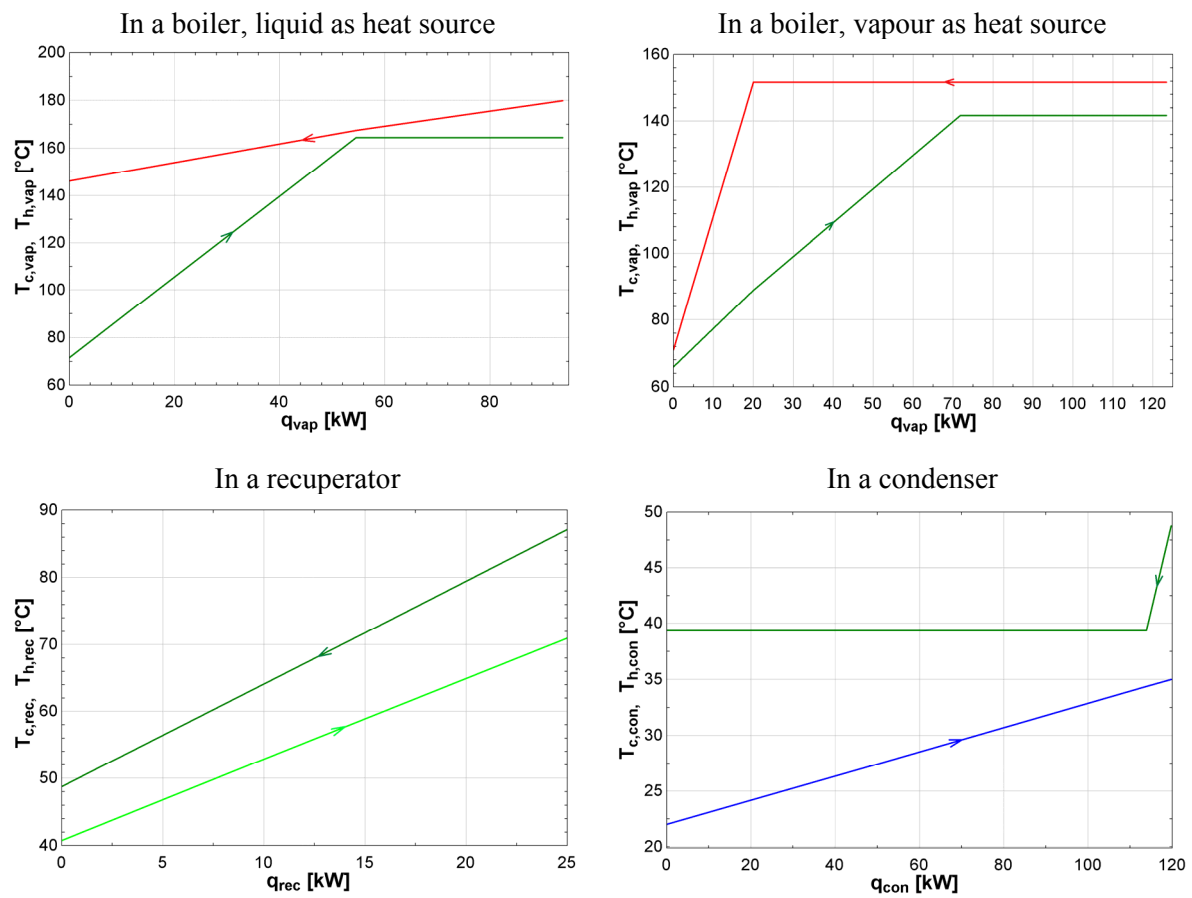 In a boiler, liquid as heat source
200
180
160
140
120
100
80
60
T_c,vap, T_h,vap [°C]
0 20 40 60 80
q_vap [kW]
In a boiler, vapour as heat source
160
140
120
100
80
60
T_c,vap, T_h,vap [°C]
0 10 20 30 40 50 60 70 80 90 100 110 120
q_vap [kW]
In a recuperator
90
80
70
60
50
40
T_c,rec, T_h,rec [°C]
0 5 10 15 20 25
q_rec [kW]
In a condenser
50
45
40
35
30
25
20
T_c,con, T_h,con [°C]
0 20 40 60 80 100 120
q_con [kW]